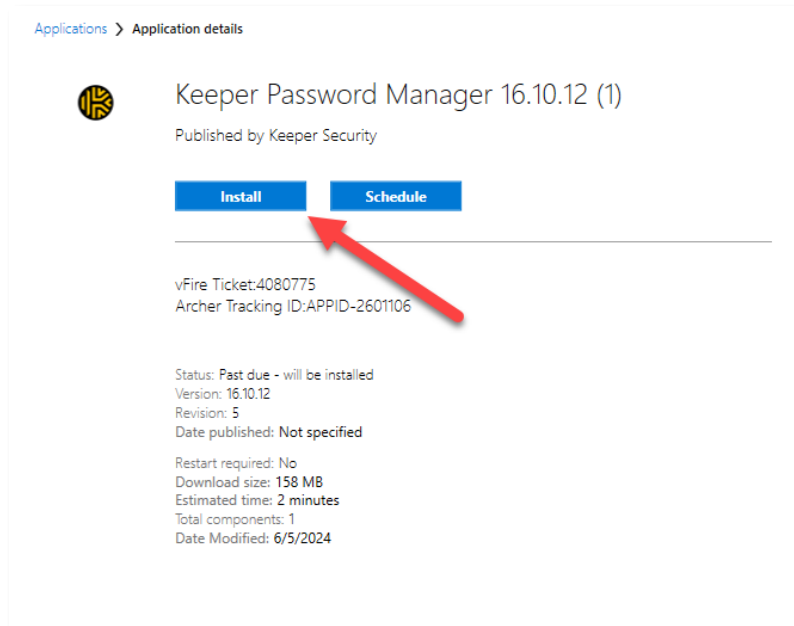 Applications > Application details
Keeper Password Manager 16.10.12 (1)
Published by Keeper Security
Install Schedule
vFire Ticket:4080775
Archer Tracking ID:APPID-2601106
Status: Past due - will be installed
Version: 16.10.12
Revision: 5
Date published: Not specified
Restart required: No
Download size: 158 MB
Estimated time: 2 minutes
Total components: 1
Date Modified: 6/5/2024